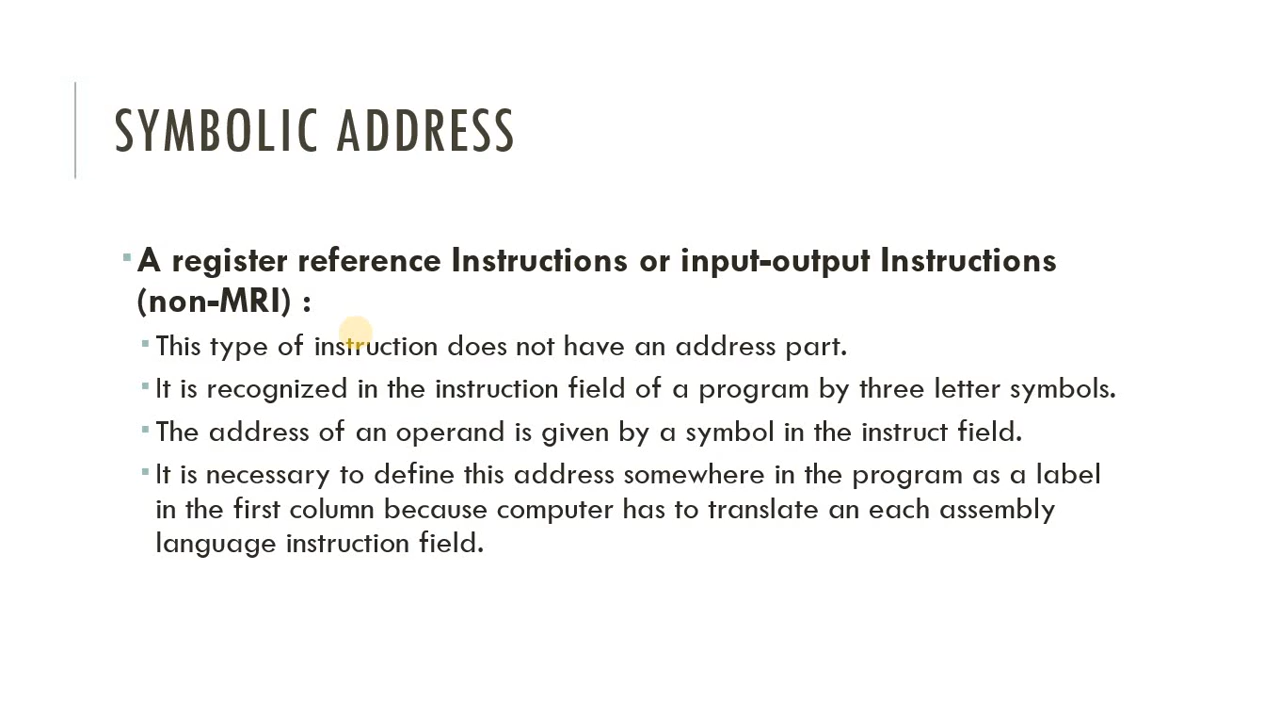 SYMBOLIC ADDRESS
A register reference Instructions or input-output Instructions
(non-MRI) :
This type of instruction does not have an address part.
It is recognized in the instruction field of a program by three letter symbols.
The address of an operand is given by a symbol in the instruct field.
It is necessary to define this address somewhere in the program as a label
in the first column because computer has to translate an each assembly
language instruction field.